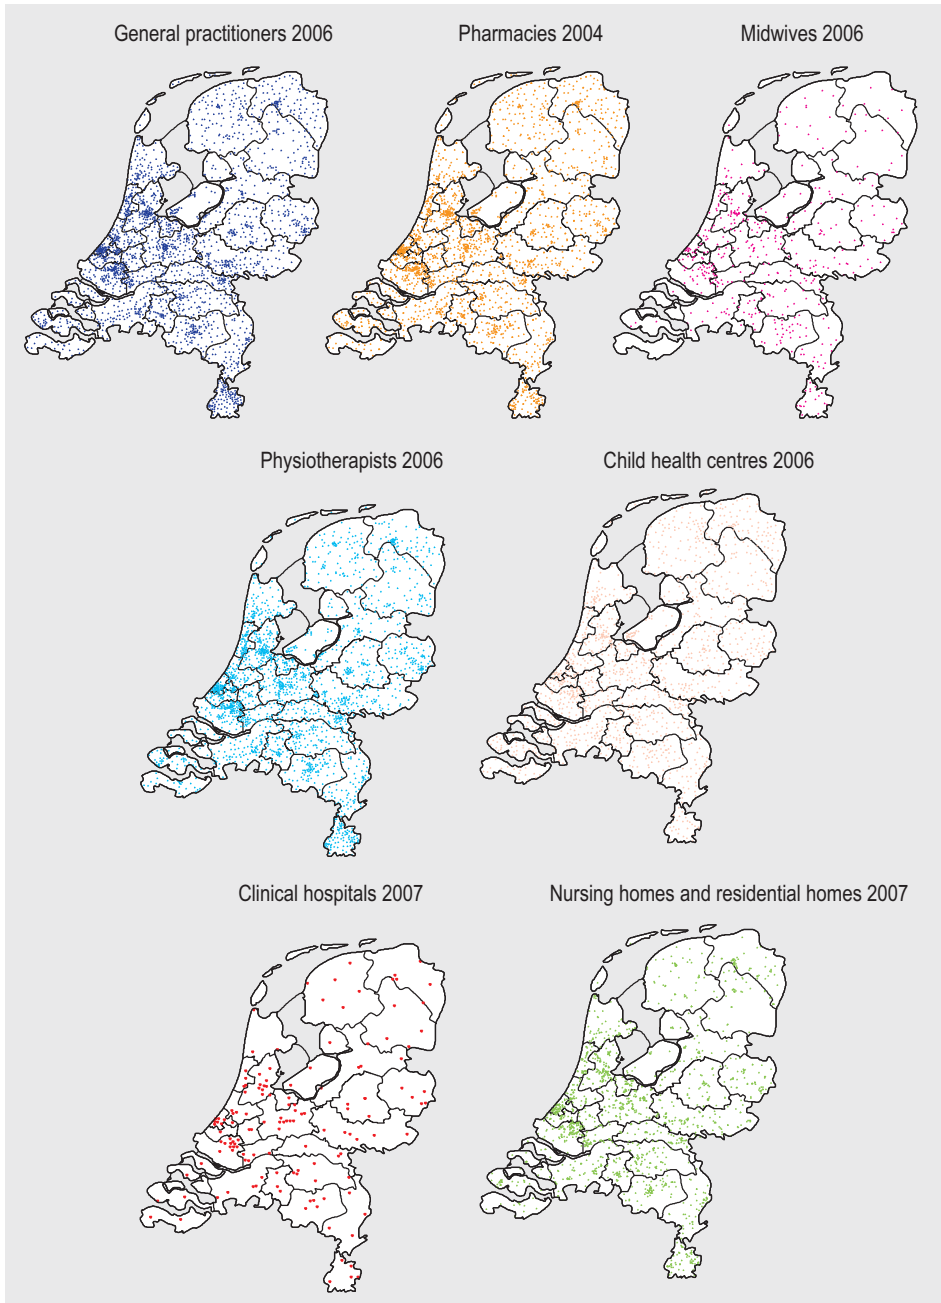 General practitioners 2006
Pharmacies 2004
Midwives 2006
Physiotherapists 2006
Child health centres 2006
Clinical hospitals 2007
Nursing homes and residential homes 2007